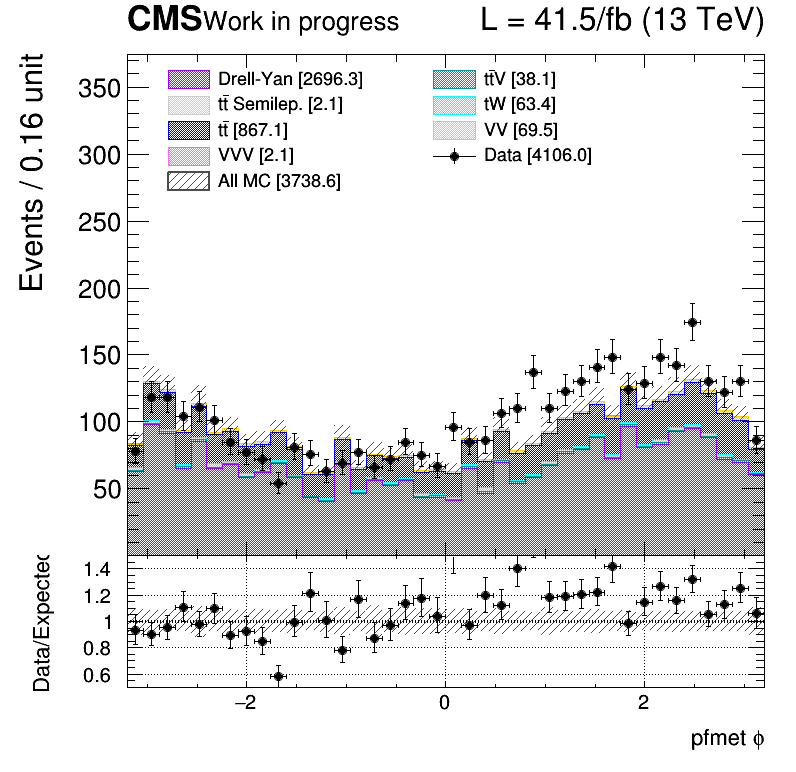 CMS Work in progress L = 41.5/fb (13 TeV)
Events / 0.16 unit
350
300
250
200
150
100
50
Drell-Yan [2696.3]
tt̄ Semilep. [2.1]
tt̄ [867.1]
VVV [2.1]
All MC [3738.6]
tt̄V [38.1]
tW [63.4]
VV [69.5]
Data [4106.0]
Data/Expected
1.4
1.2
1
0.8
0.6
−2 0 2
pfmet ϕ